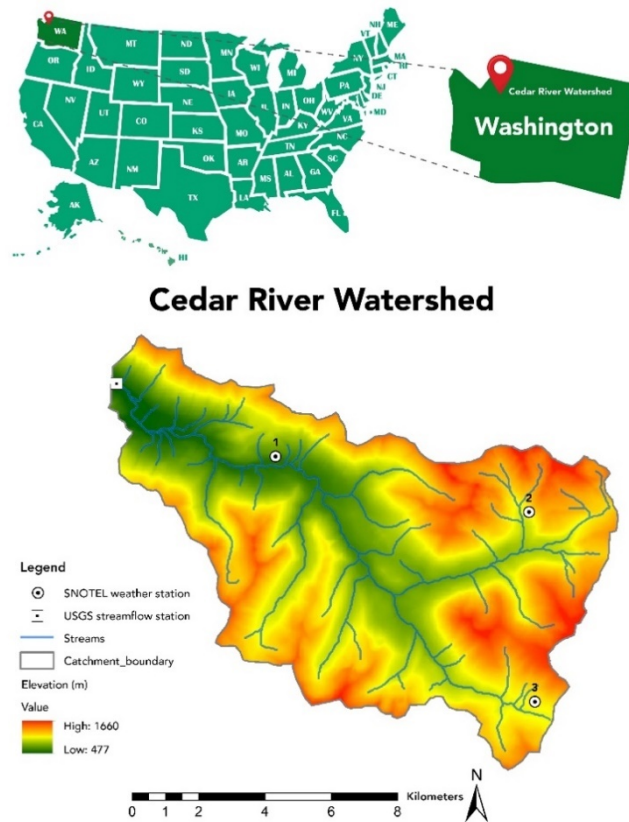 WA
MT
ND
MN
OR
ID
WY
SD
WI
MI
NY
VT
NH
ME
MA
RI
CT
NJ
DE
MD
PA
NV
UT
CO
NE
IA
IL
IN
OH
WV
VA
CA
KS
MO
KY
NC
AZ
NM
OK
AR
TN
SC
TX
LA
MS
AL
GA
FL
AK
HI
Cedar River Watershed
Washington
Cedar River Watershed
1
2
3
Legend
SNOTEL weather station
USGS streamflow station
Streams
Catchment_boundary
Elevation (m)
Value
High: 1660
Low: 477
N
Kilometers
0 1 2 4 6 8